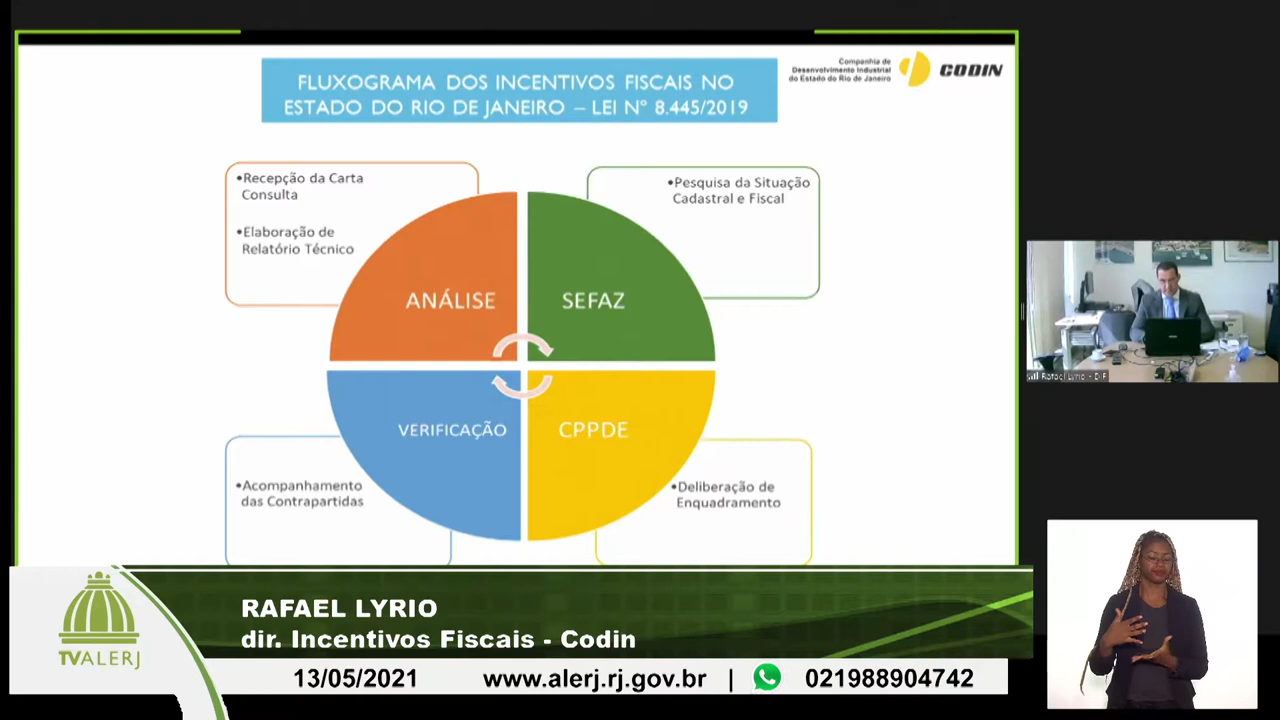 FLUXOGRAMA DOS INCENTIVOS FISCAIS NO
ESTADO DO RIO DE JANEIRO – LEI Nº 8.445/2019
Companhia de
Desenvolvimento Industrial
do Estado do Rio de Janeiro
CODIN
•Recepção da Carta
Consulta
•Elaboração de
Relatório Técnico
•Pesquisa da Situação
Cadastral e Fiscal
ANÁLISE
SEFAZ
VERIFICAÇÃO
CPPDE
•Acompanhamento
das Contrapartidas
•Deliberação de
Enquadramento
Rafael Lyrio - DIF
RAFAEL LYRIO
dir. Incentivos Fiscais - Codin
TVALERJ
13/05/2021 www.alerj.rj.gov.br | 021988904742